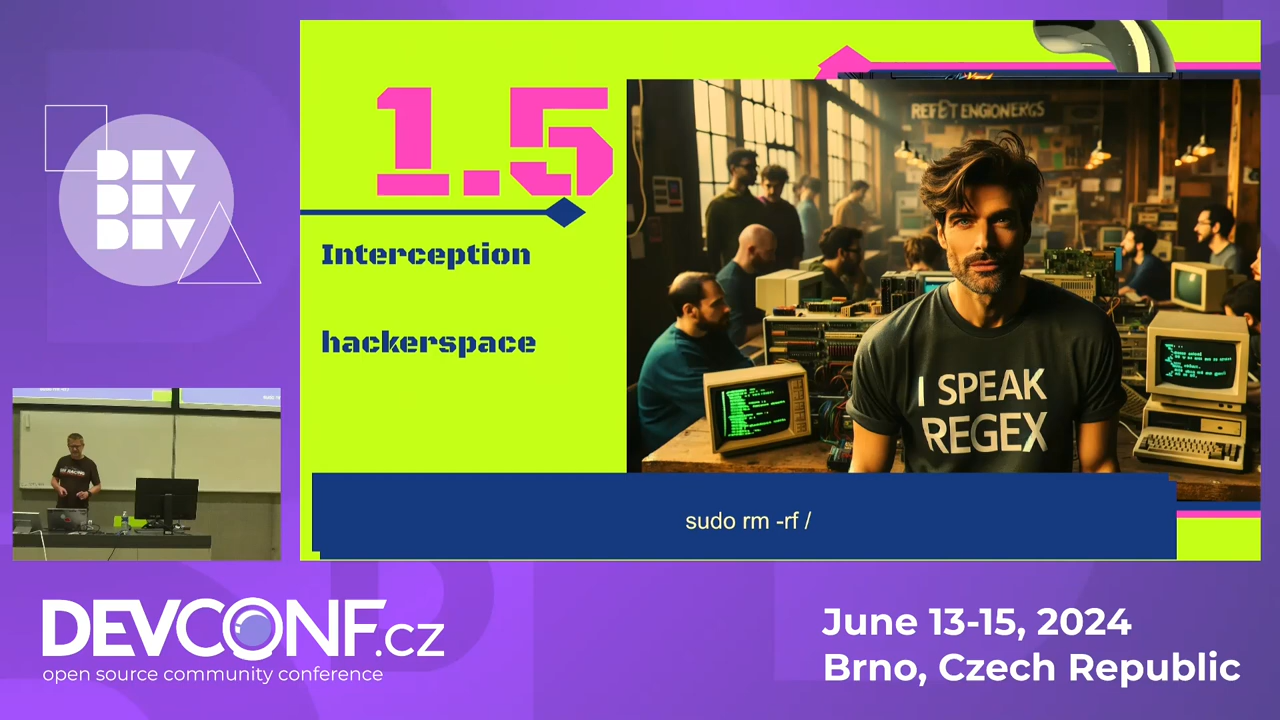 DEV
DEV
DEV
1.5
Interception
hackerspace
I SPEAK
REGEX
sudo rm -rf /
DEVCONF.cz
open source community conference
June 13-15, 2024
Brno, Czech Republic